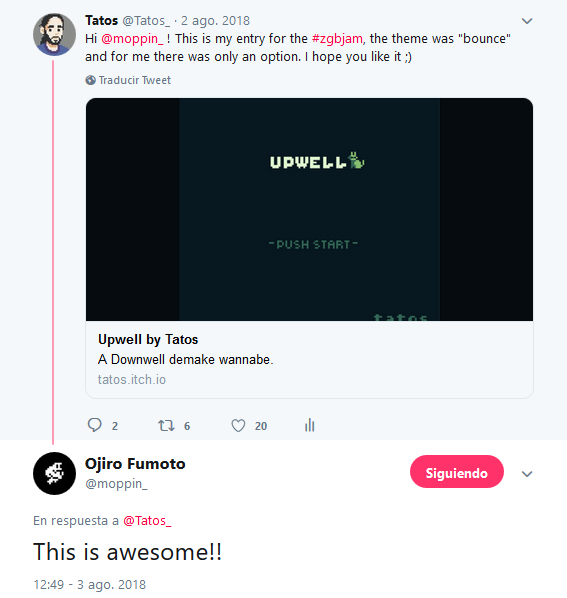 Tatos @Tatos_ · 2 ago. 2018
Hi @moppin_ ! This is my entry for the #zgbjam, the theme was "bounce"
and for me there was only an option. I hope you like it ;)
Traducir Tweet
UPWELL
-PUSH START-
tatos
Upwell by Tatos
A Downwell demake wannabe.
tatos.itch.io
2 6 20
Ojiro Fumoto
@moppin_
Siguiendo
En respuesta a @Tatos_
This is awesome!!
12:49 - 3 ago. 2018